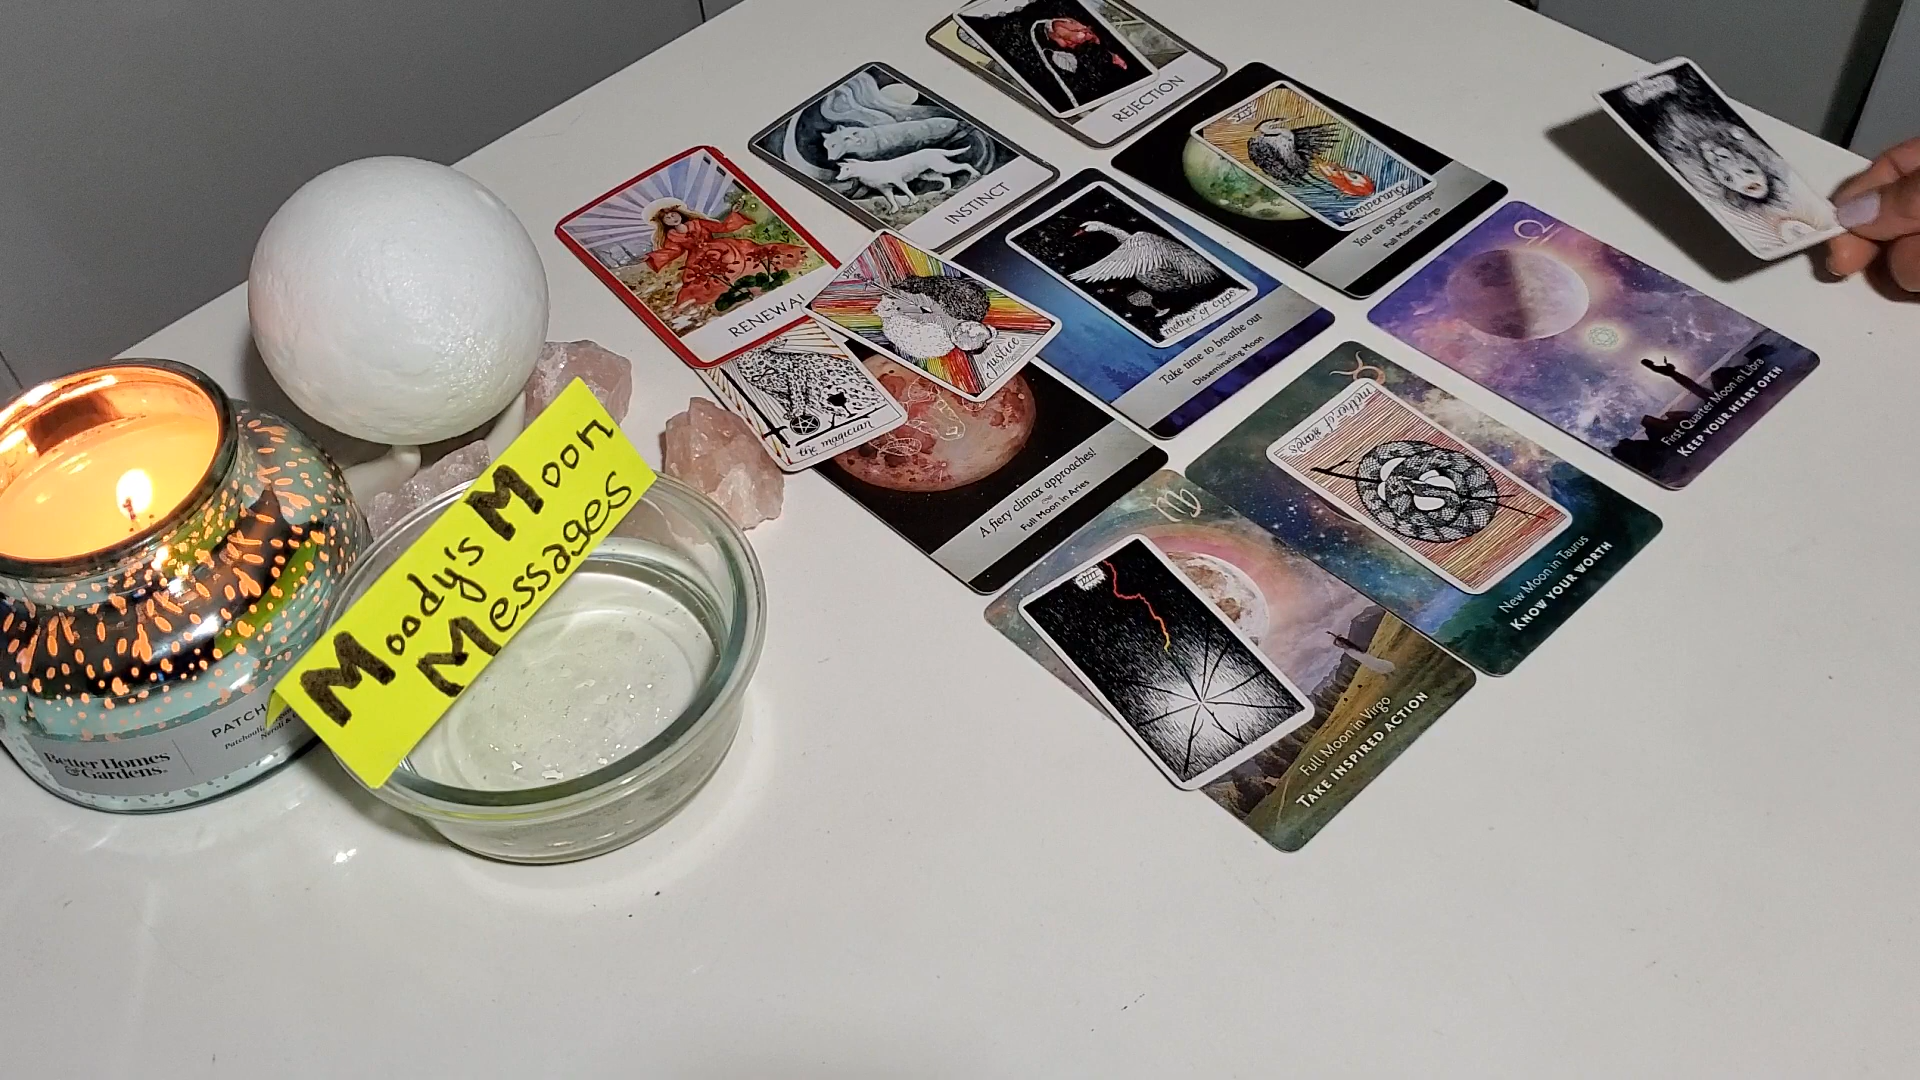 Moody's Moon
Messages
PATCH
Better Homes
& Gardens
REJECTION
INSTINCT
RENEWAL
temperance
You are good enough
Full Moon in Virgo
mother of cups
Take time to breathe out
Disseminating Moon
VIII
Justice
the magician
A fiery climax approaches!
Full Moon in Aries
First Quarter Moon in Libra
KEEP YOUR HEART OPEN
mother of wands
New Moon in Taurus
KNOW YOUR WORTH
VIII
Full Moon in Virgo
TAKE INSPIRED ACTION